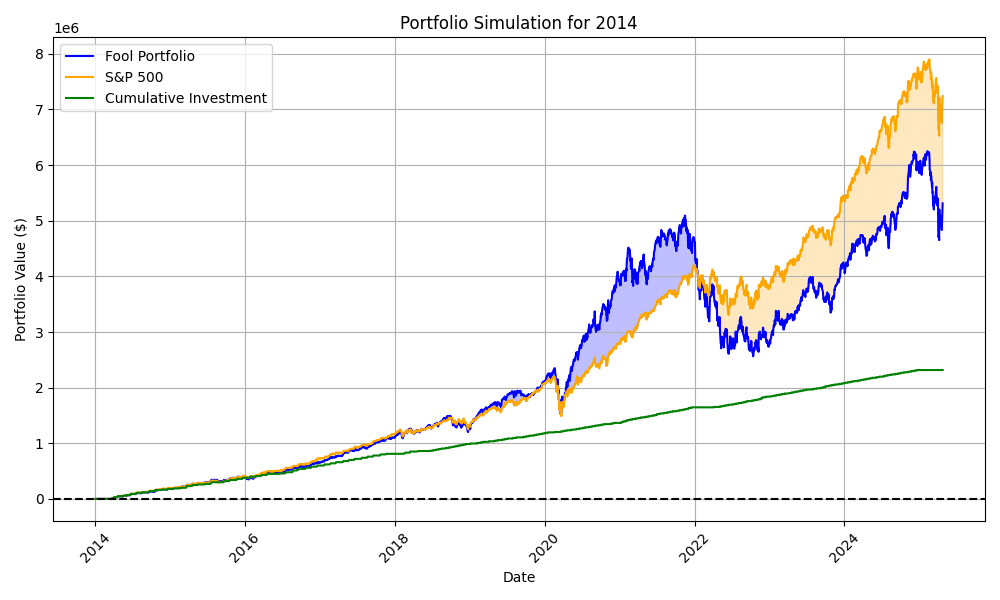 Portfolio Simulation for 2014
1e6
Fool Portfolio
S&P 500
Cumulative Investment
8
7
6
5
4
3
2
1
0
Portfolio Value ($)
2014
2016
2018
2020
2022
2024
Date